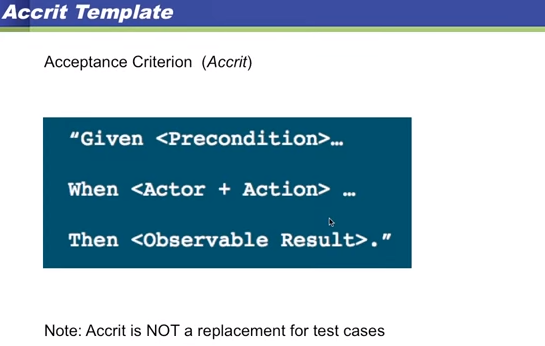 Accrit Template
Acceptance Criterion (Accrit)
“Given <Precondition>…
When <Actor + Action> …
Then <Observable Result>.”
Note: Accrit is NOT a replacement for test cases